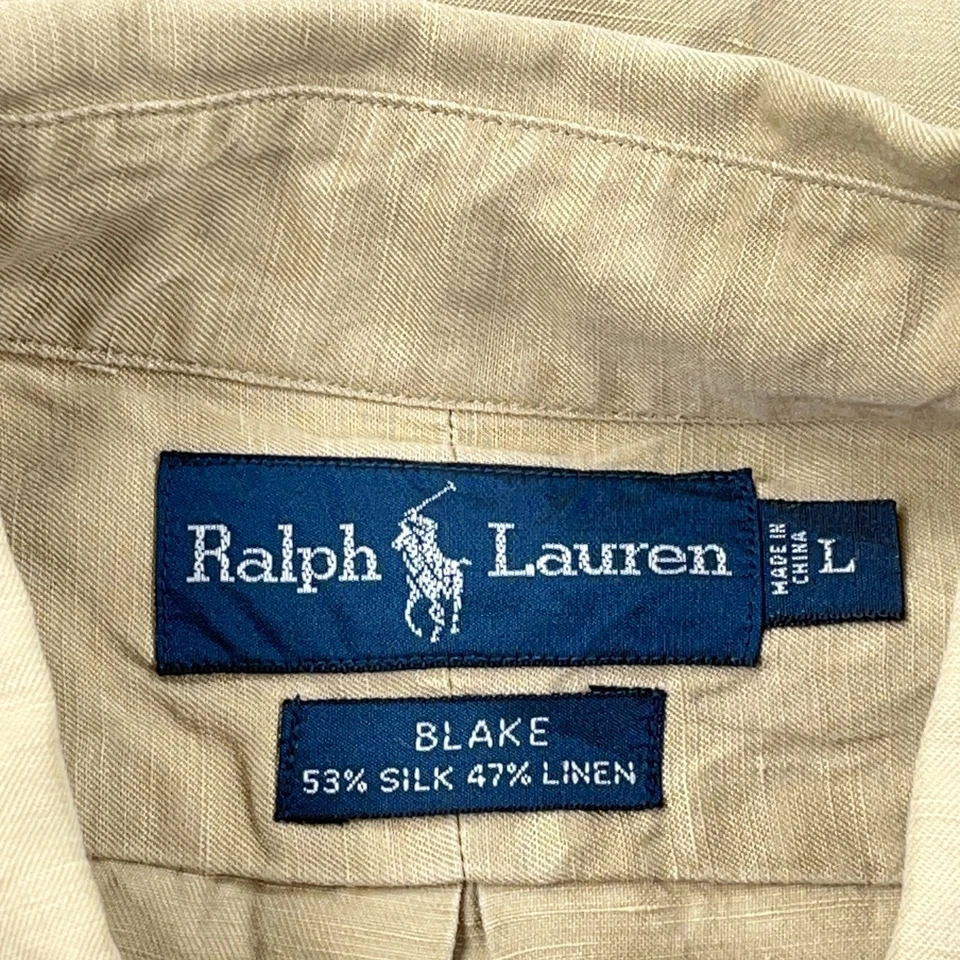 Ralph Lauren
MADE IN
CHINA
L
BLAKE
53% SILK 47% LINEN